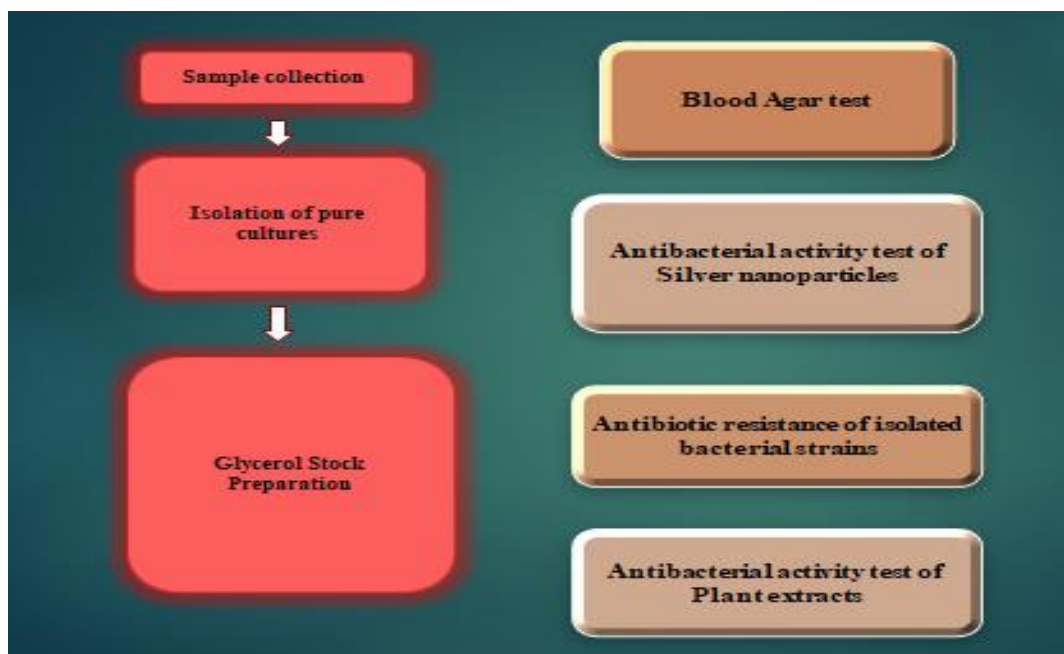 Sample collection
Isolation of pure
cultures
Glycerol Stock
Preparation
Blood Agar test
Antibacterial activity test of
Silver nanoparticles
Antibiotic resistance of isolated
bacterial strains
Antibacterial activity test of
Plant extracts